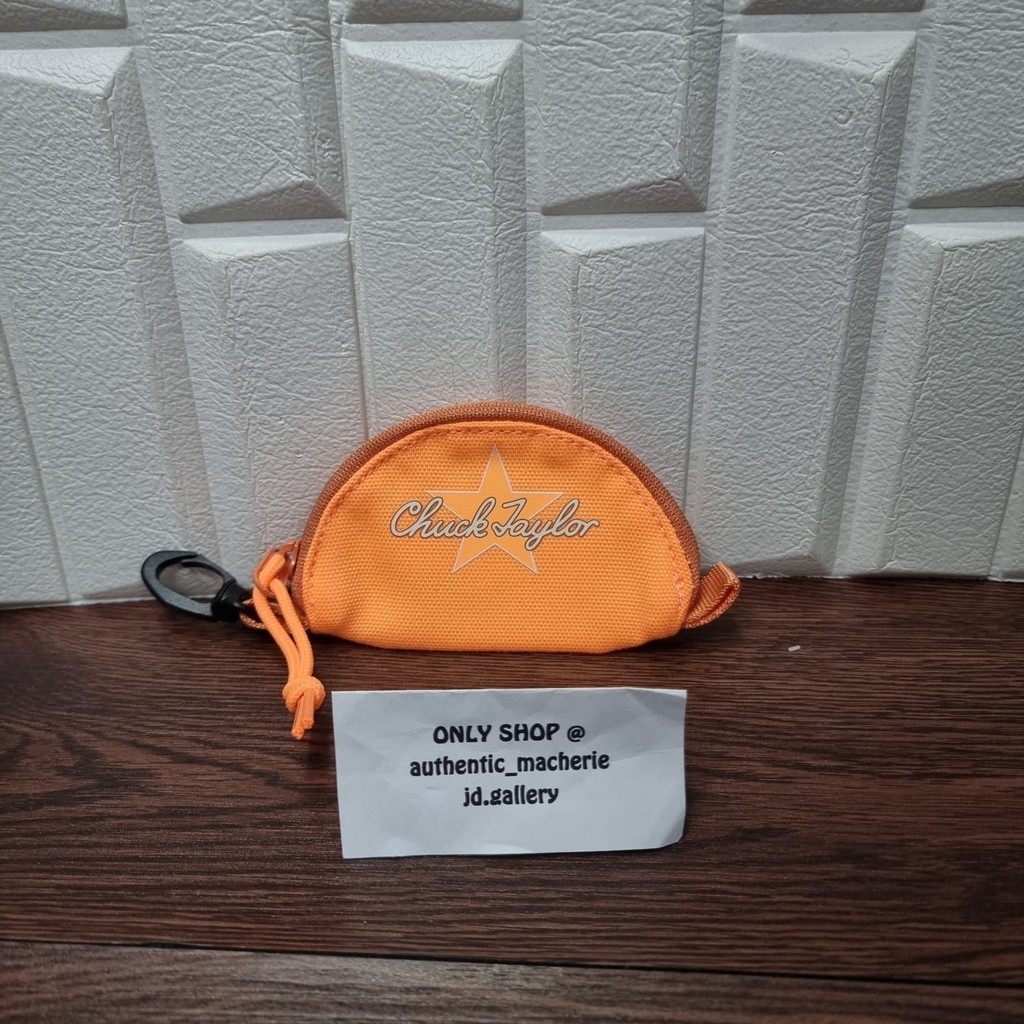 Chuck Taylor
ONLY SHOP @
authentic_macherie
jd.gallery